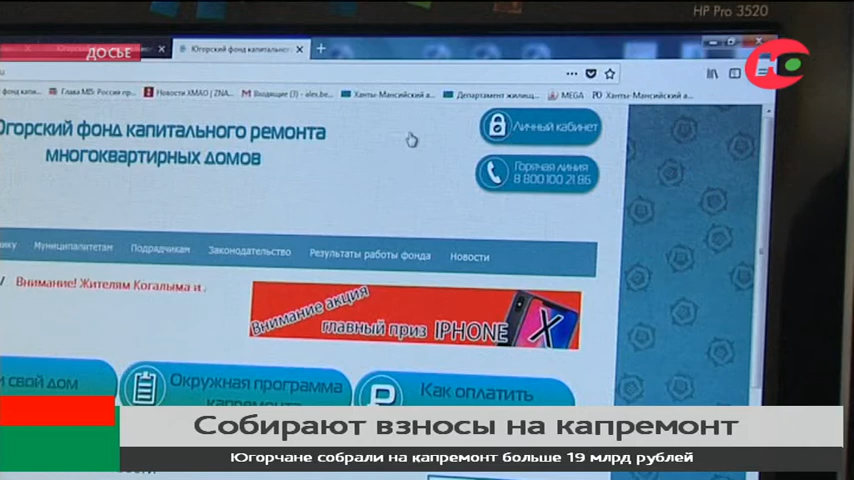 HP Pro 3520
ДОСЬЕ
Югорский фонд капитального
Глава МБ: Россия пр...
Новости ХМАО | ZNA...
Входящие (3) - alex.be...
Ханты-Мансийский а...
Департамент жилищ...
MEGA
Ханты-Мансийский а...
Югорский фонд капитального ремонта
многоквартирных домов
Личный кабинет
Горячая линия
8 800 100 21 86
нику Муниципалитетам Подрядчикам Законодательство Результаты работы фонда Новости
/ Внимание! Жителям Когалыма и
Внимание акция
главный приз IPHONE X
и свой дом
Окружная программа
капремонта
Как оплатить
Собирают взносы на капремонт
Югорчане собрали на капремонт больше 19 млрд рублей